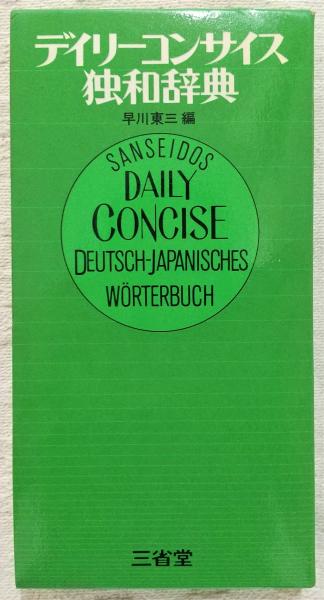 デイリーコンサイス
独和辞典
早川東三 編
SANSEIDOS
DAILY
CONCISE
DEUTSCH-JAPANISCHES
WÖRTERBUCH
三省堂